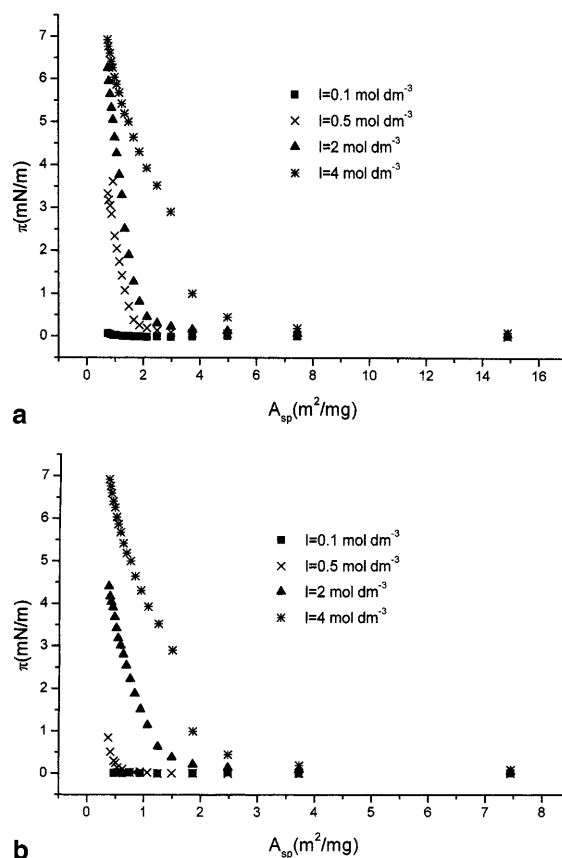 7
6
5
4
3
2
1
0
π(mN/m)
I=0.1 mol dm⁻³
I=0.5 mol dm⁻³
I=2 mol dm⁻³
I=4 mol dm⁻³
0 2 4 6 8 10 12 14 16
A_sp(m²/mg)
a
7
6
5
4
3
2
1
0
π(mN/m)
I=0.1 mol dm⁻³
I=0.5 mol dm⁻³
I=2 mol dm⁻³
I=4 mol dm⁻³
0 1 2 3 4 5 6 7 8
A_sp(m²/mg)
b